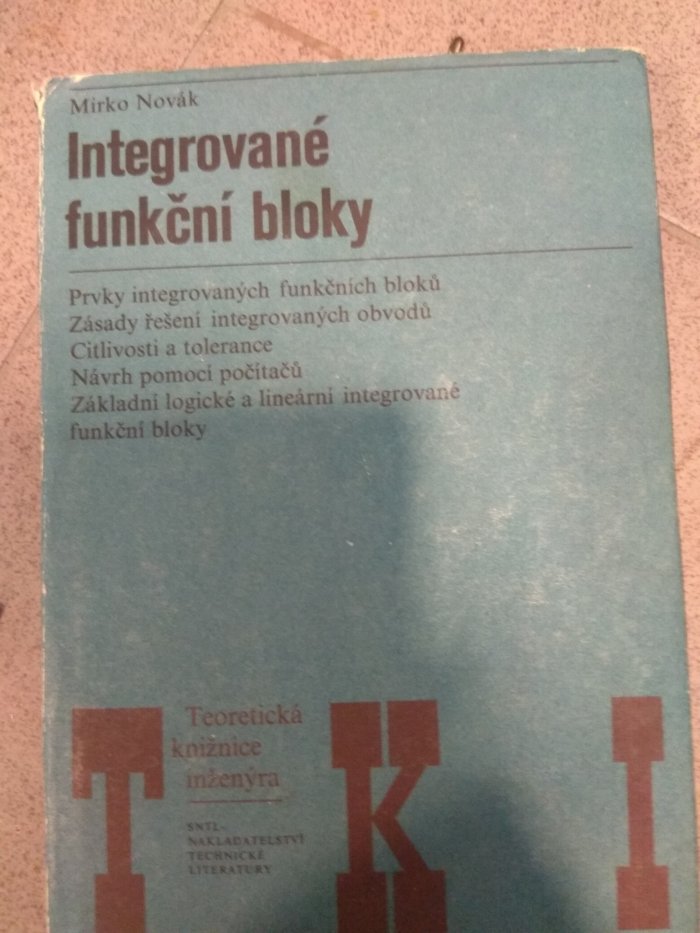 Mirko Novák
Integrované
funkční bloky
Prvky integrovaných funkčních bloků
Zásady řešení integrovaných obvodů
Citlivosti a tolerance
Návrh pomocí počítačů
Základní logické a lineární integrované
funkční bloky
Teoretická
knižnice
inženýra
SNTL-
NAKLADATELSTVÍ
TECHNICKÉ
LITERATURY
T K I